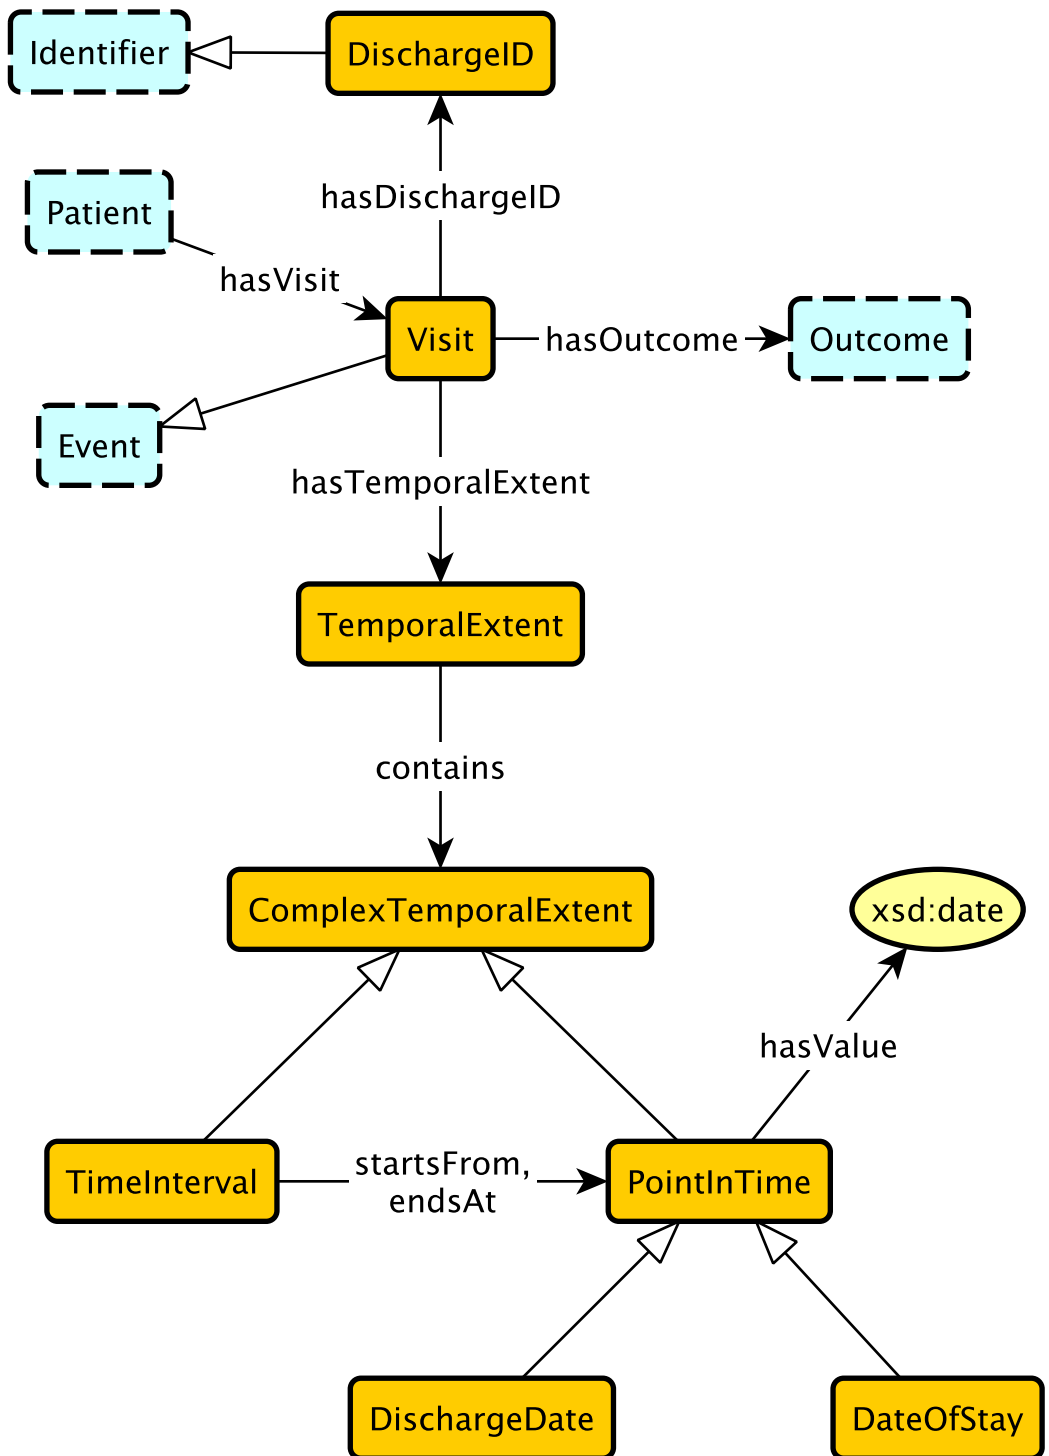 Identifier
DischargeID
hasDischargeID
Patient
hasVisit
Visit
hasOutcome
Outcome
Event
hasTemporalExtent
TemporalExtent
contains
ComplexTemporalExtent
xsd:date
hasValue
TimeInterval
startsFrom,
endsAt
PointInTime
DischargeDate
DateOfStay